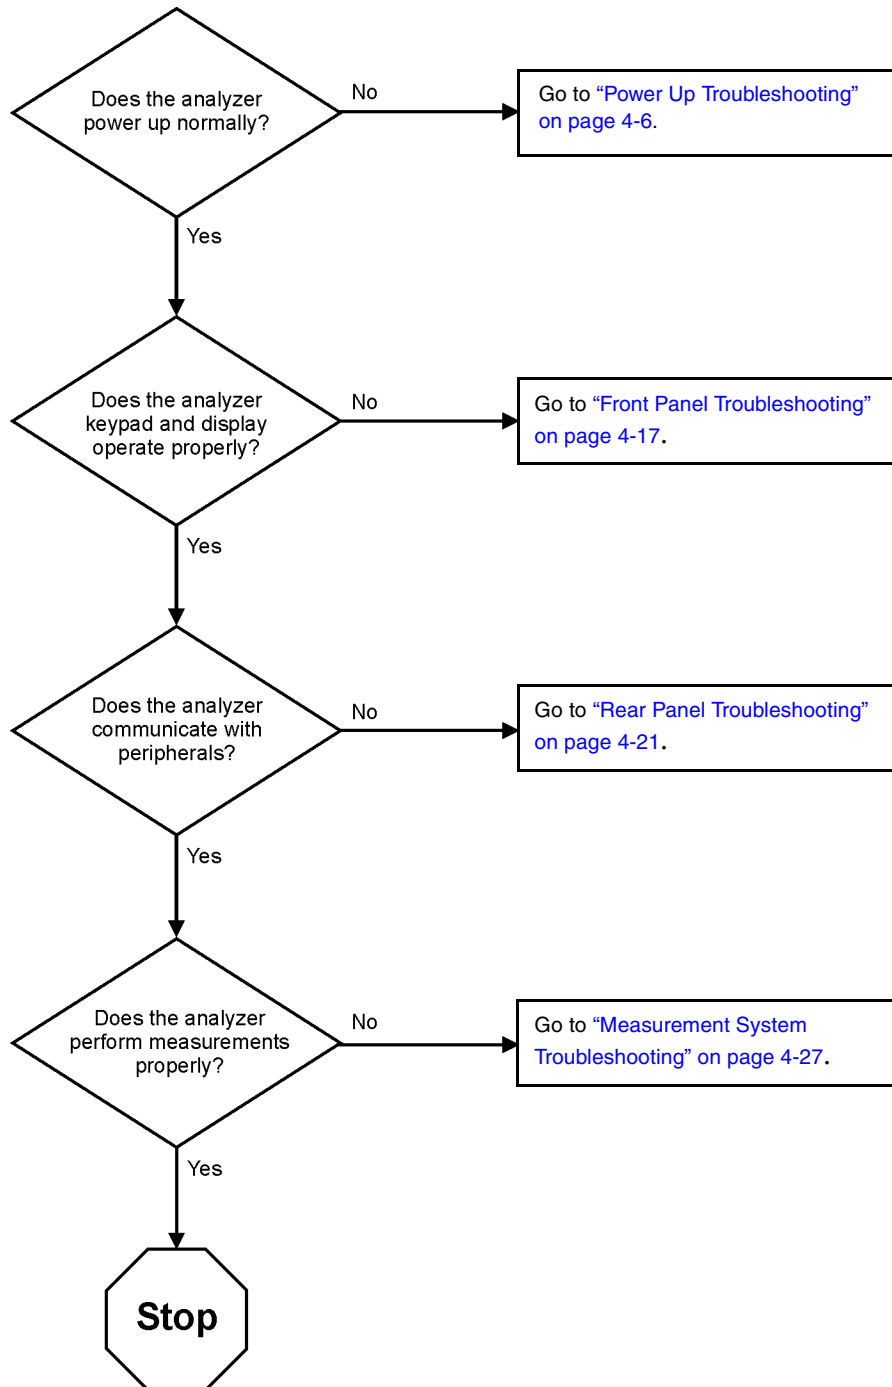 Does the analyzer
power up normally?
No
Go to “Power Up Troubleshooting”
on page 4-6.
Yes
Does the analyzer
keypad and display
operate properly?
No
Go to “Front Panel Troubleshooting”
on page 4-17.
Yes
Does the analyzer
communicate with
peripherals?
No
Go to “Rear Panel Troubleshooting”
on page 4-21.
Yes
Does the analyzer
perform measurements
properly?
No
Go to “Measurement System
Troubleshooting” on page 4-27.
Yes
Stop